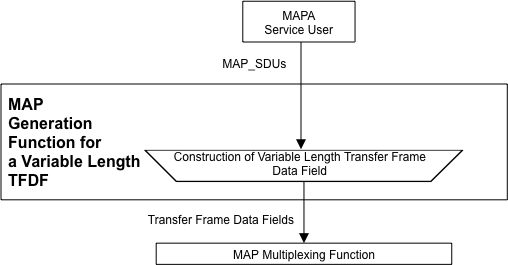 MAPA
Service User
MAP_SDUs
MAP
Generation
Function for
a Variable Length
TFDF
Construction of Variable Length Transfer Frame
Data Field
Transfer Frame Data Fields
MAP Multiplexing Function